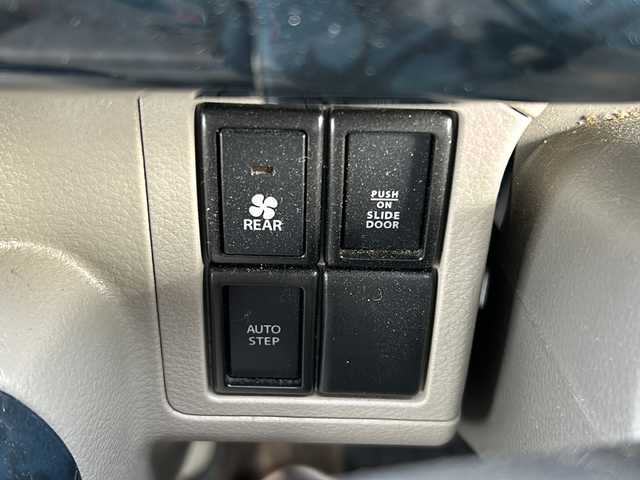 REAR
PUSH
ON
SLIDE
DOOR
AUTO
STEP